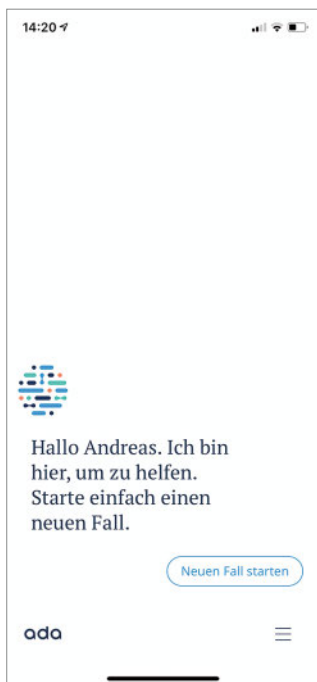 14:20
Hallo Andreas. Ich bin
hier, um zu helfen.
Starte einfach einen
neuen Fall.
Neuen Fall starten
ada